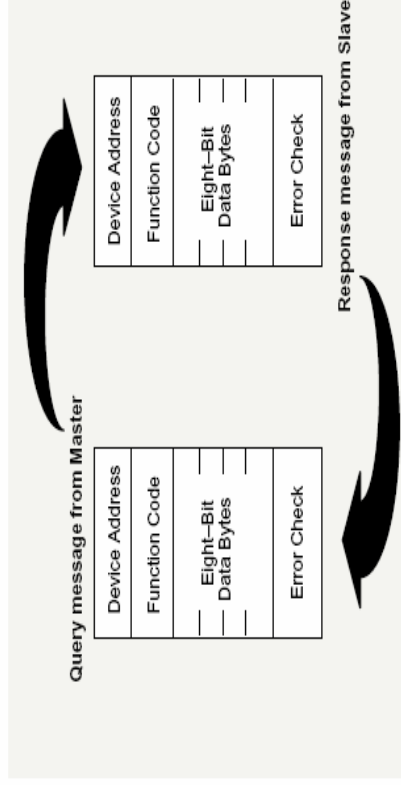 Query message from Master
Device Address
Function Code
Eight–Bit
Data Bytes
Error Check
Device Address
Function Code
Eight–Bit
Data Bytes
Error Check
Response message from Slave